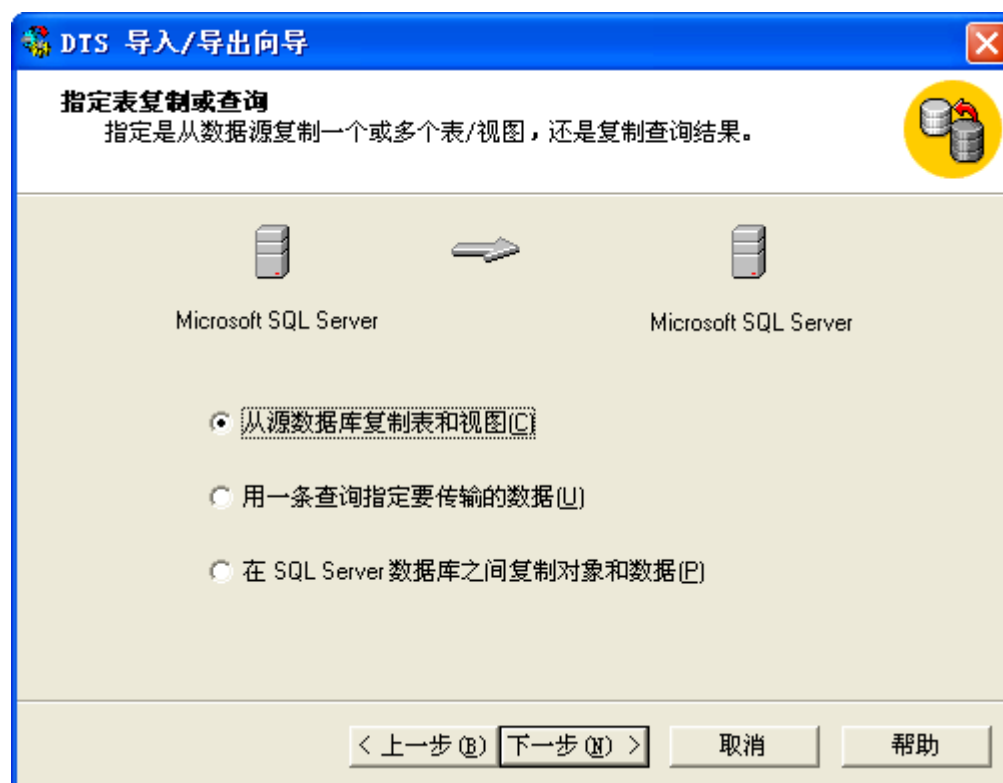 DTS 导入/导出向导
指定表复制或查询
指定是从数据源复制一个或多个表/视图，还是复制查询结果。
Microsoft SQL Server
Microsoft SQL Server
从源数据库复制表和视图(C)
用一条查询指定要传输的数据(U)
在 SQL Server 数据库之间复制对象和数据(P)
< 上一步(B) 下一步(N) > 取消 帮助